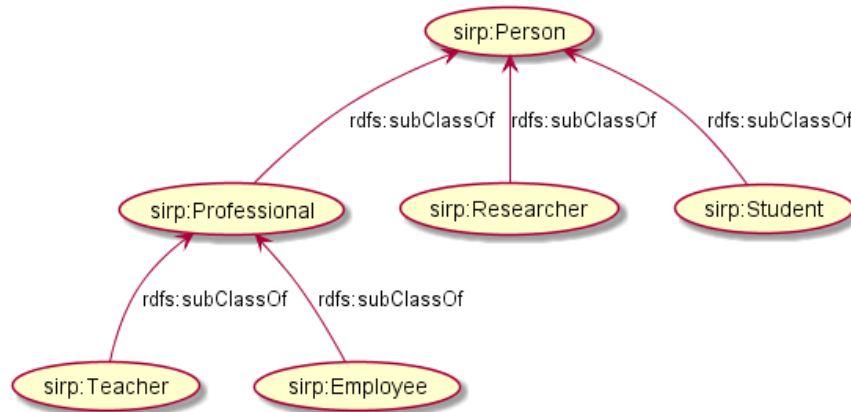 sirp:Person
rdfs:subClassOf
rdfs:subClassOf
rdfs:subClassOf
sirp:Professional
sirp:Researcher
sirp:Student
rdfs:subClassOf
rdfs:subClassOf
sirp:Teacher
sirp:Employee